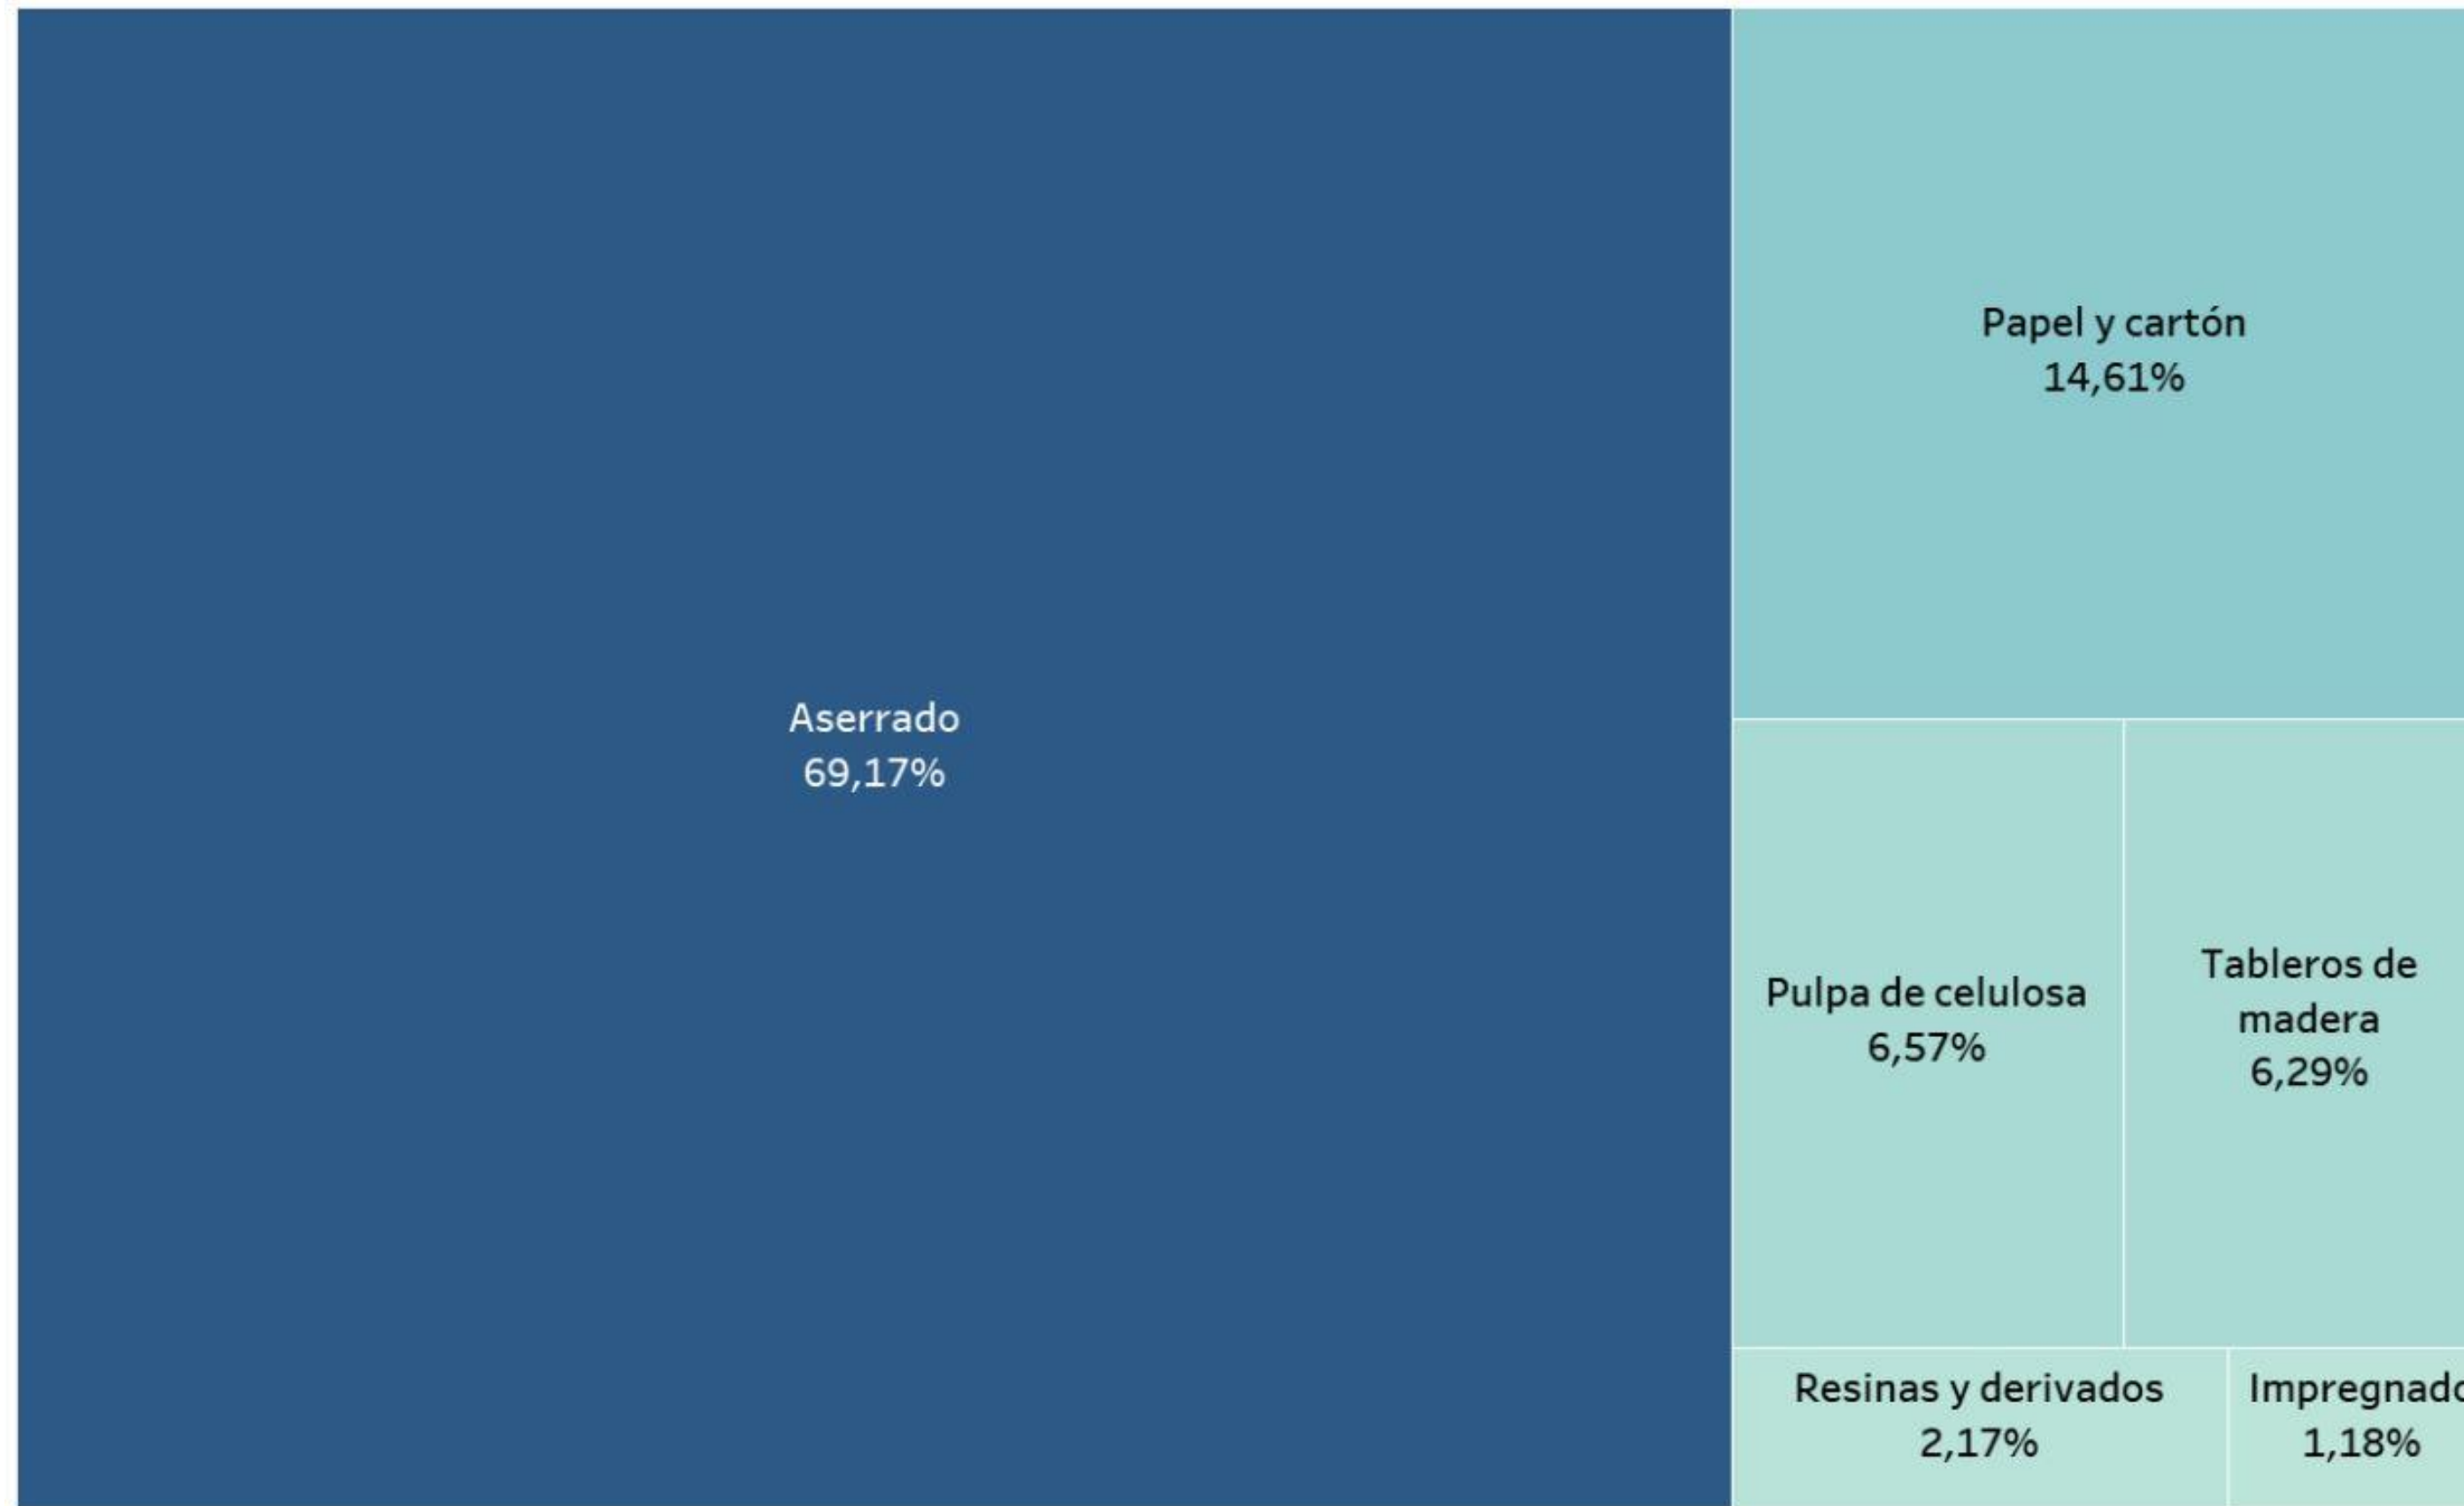 Aserrado
69,17%
Papel y cartón
14,61%
Pulpa de celulosa
6,57%
Tableros de
madera
6,29%
Resinas y derivados
2,17%
Impregnado
1,18%